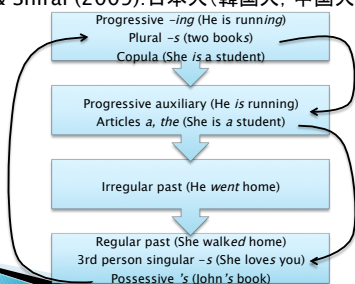 & Shirai (2005).日本人(韓国人, 中国人
Progressive -ing (He is running)
Plural -s (two books)
Copula (She is a student)
Progressive auxiliary (He is running)
Articles a, the (She is a student)
Irregular past (He went home)
Regular past (She walked home)
3rd person singular -s (She loves you)
Possessive 's (John's book)